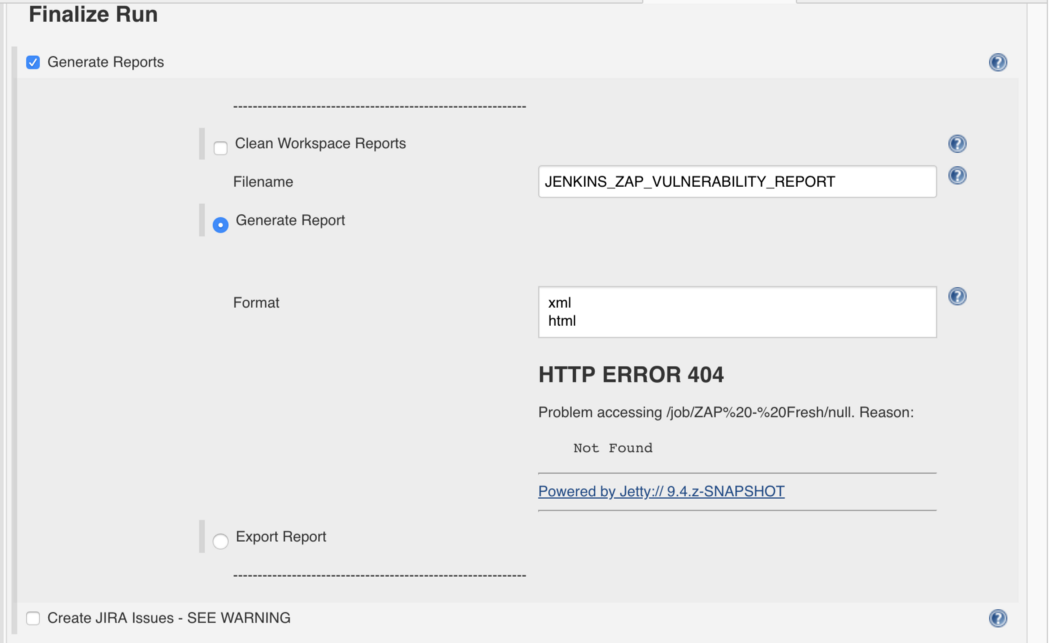 Finalize Run
Generate Reports
------------------------------------------------------------
Clean Workspace Reports
Filename
JENKINS_ZAP_VULNERABILITY_REPORT
Generate Report
Format
xml
html
HTTP ERROR 404
Problem accessing /job/ZAP%20-%20Fresh/null. Reason:
Not Found
Powered by Jetty:// 9.4.z-SNAPSHOT
Export Report
------------------------------------------------------------
Create JIRA Issues - SEE WARNING